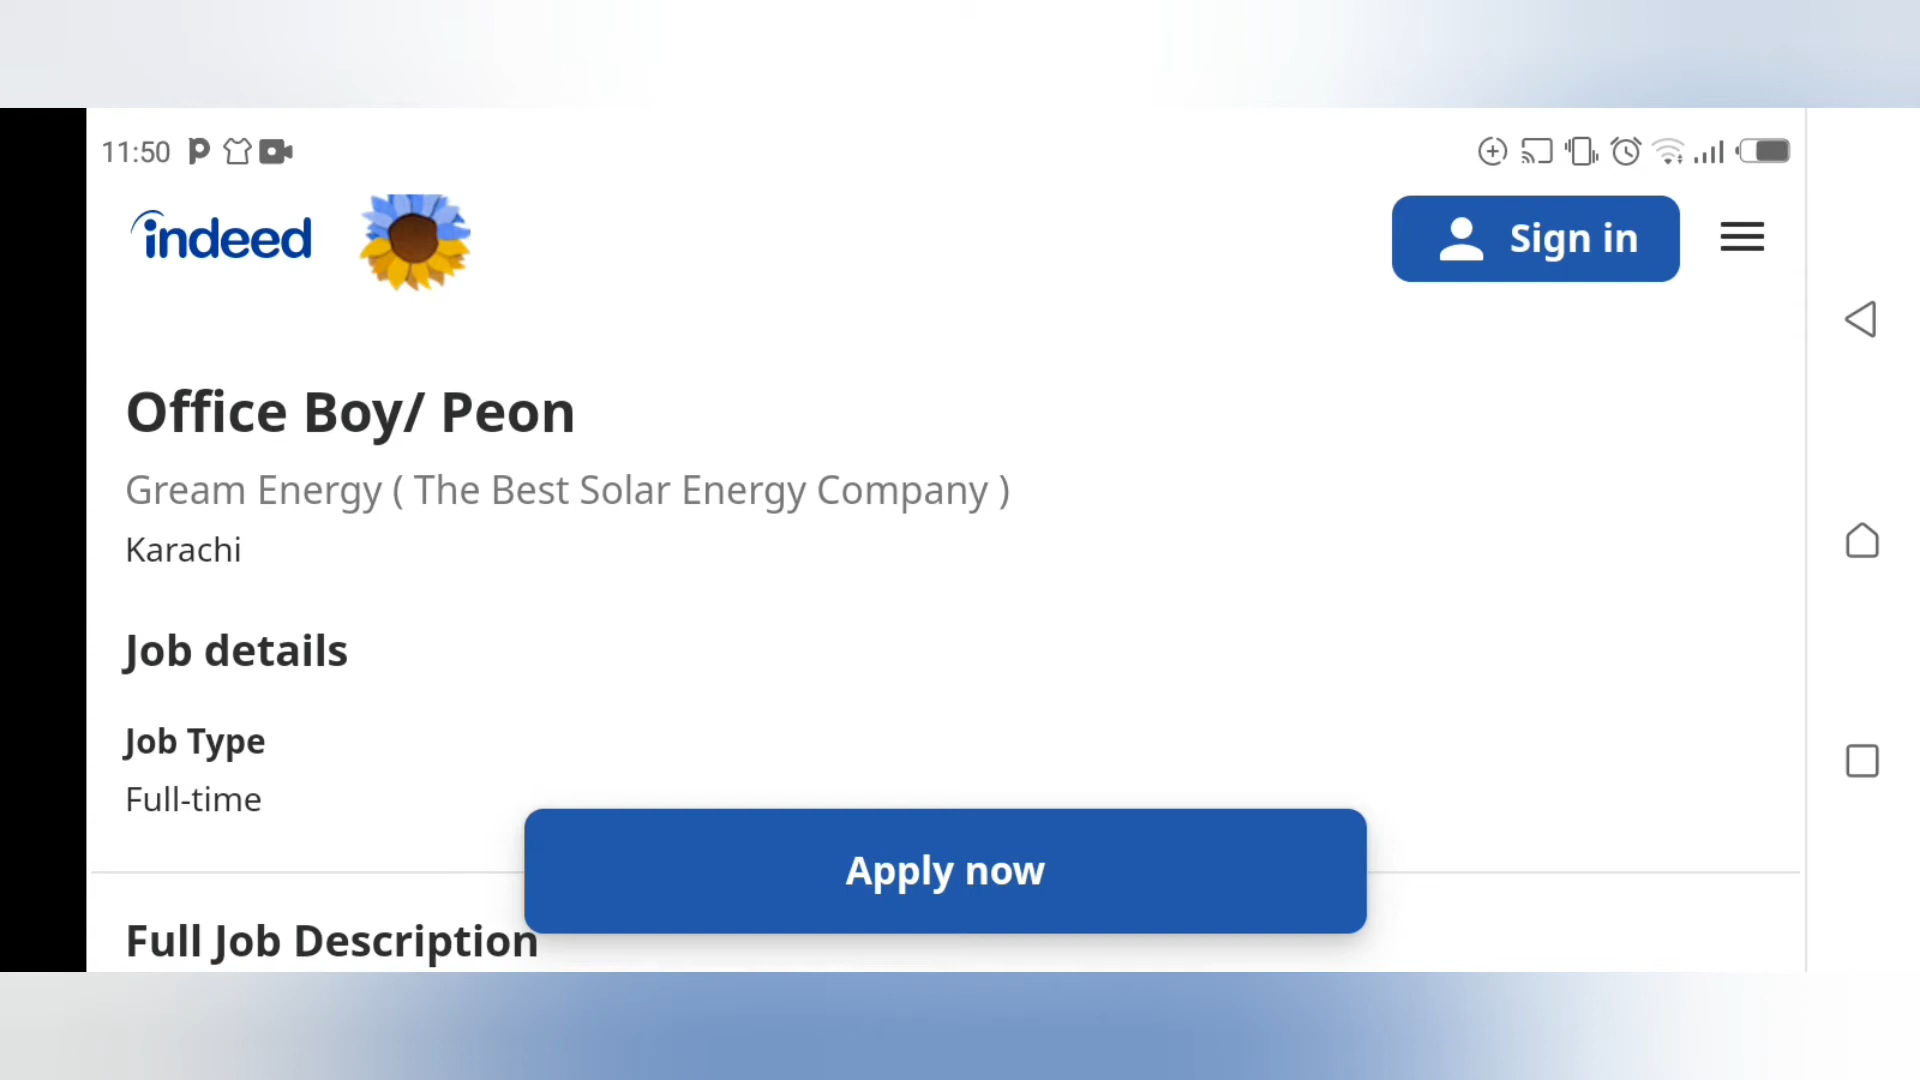 11:50
indeed
Sign in
Office Boy/ Peon
Gream Energy ( The Best Solar Energy Company )
Karachi
Job details
Job Type
Full-time
Apply now
Full Job Description